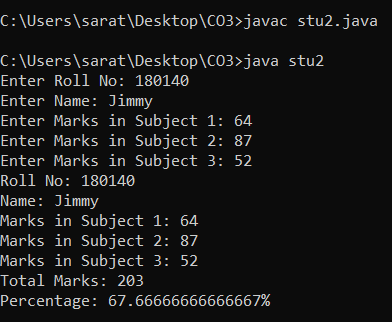 C:\Users\sarat\Desktop\CO3>javac stu2.java
C:\Users\sarat\Desktop\CO3>java stu2
Enter Roll No: 180140
Enter Name: Jimmy
Enter Marks in Subject 1: 64
Enter Marks in Subject 2: 87
Enter Marks in Subject 3: 52
Roll No: 180140
Name: Jimmy
Marks in Subject 1: 64
Marks in Subject 2: 87
Marks in Subject 3: 52
Total Marks: 203
Percentage: 67.66666666666667%